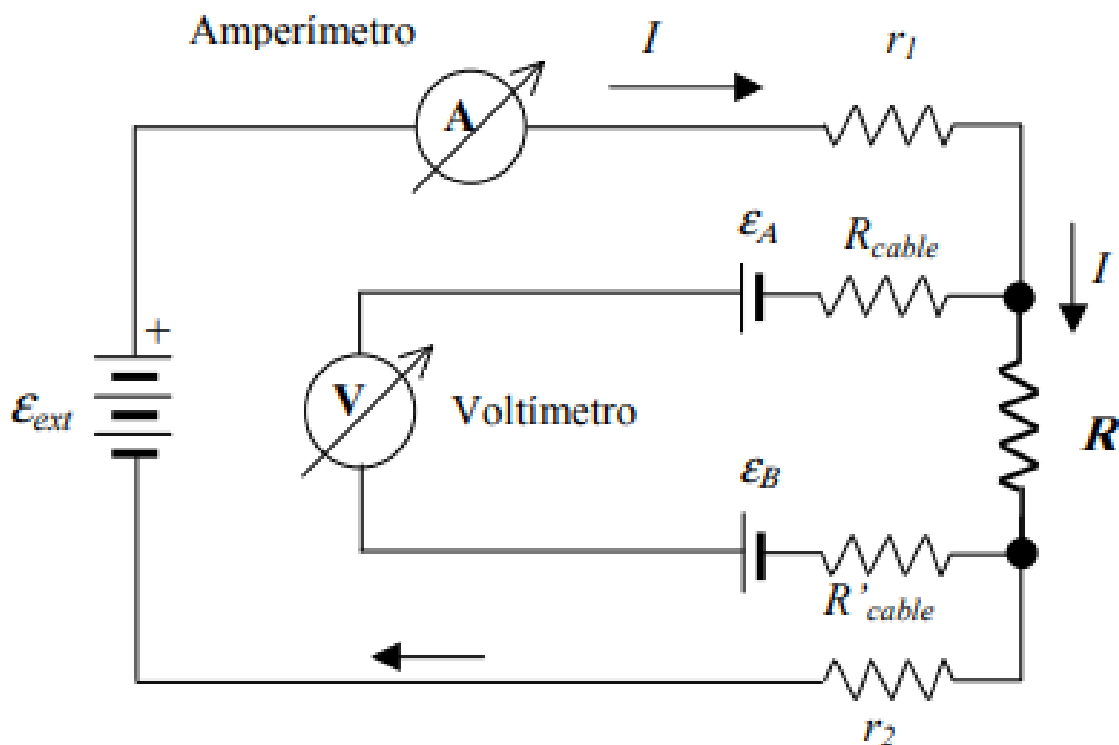 Amperímetro
I
r1
A
εA
Rcable
I
+
εext
V
Voltímetro
R
εB
R'cable
r2